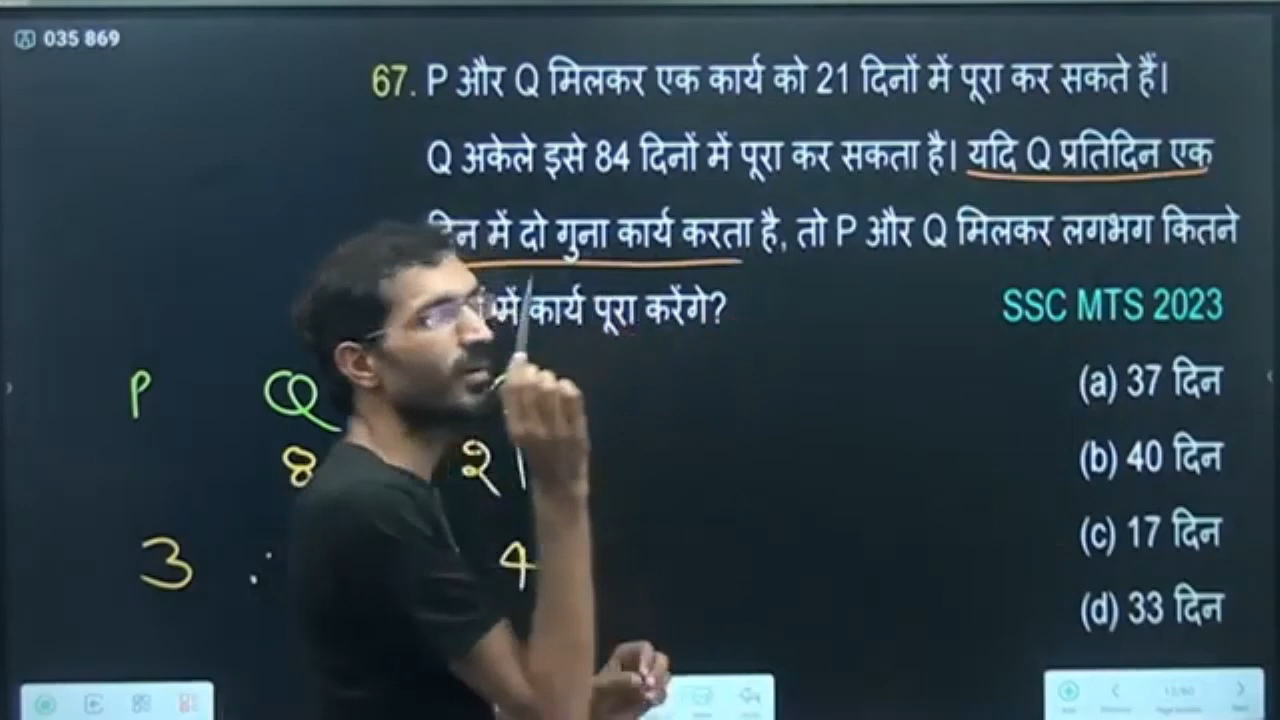 035 869
67. P और Q मिलकर एक कार्य को 21 दिनों में पूरा कर सकते हैं।
Q अकेले इसे 84 दिनों में पूरा कर सकता है। यदि Q प्रतिदिन एक
में दो गुना कार्य करता है, तो P और Q मिलकर लगभग कितने
में कार्य पूरा करेंगे?
SSC MTS 2023
(a) 37 दिन
P Q
(b) 40 दिन
8 21
(c) 17 दिन
3 : 4
(d) 33 दिन